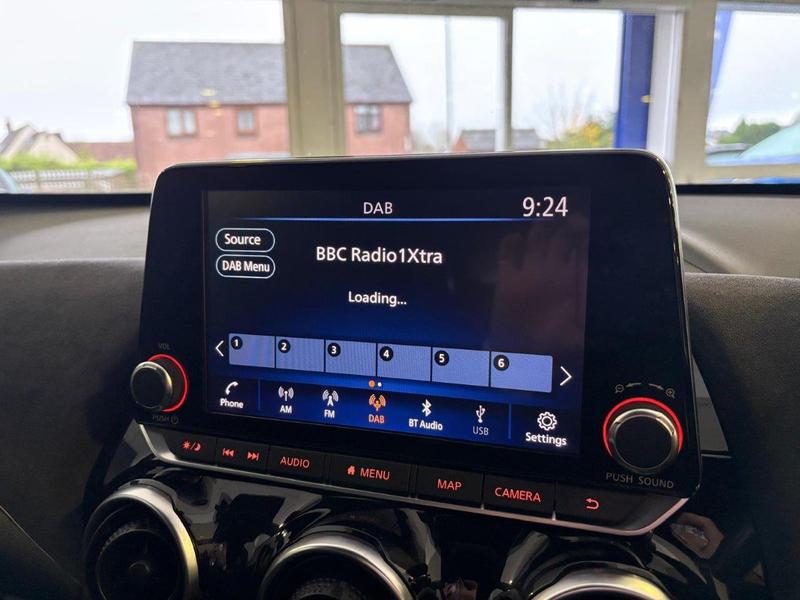 DAB
9:24
Source
BBC Radio1Xtra
DAB Menu
Loading...
1 2 3 4 5 6
Phone AM FM DAB BT Audio USB Settings
VOL
PUSH
PUSH SOUND
AUDIO MENU MAP CAMERA